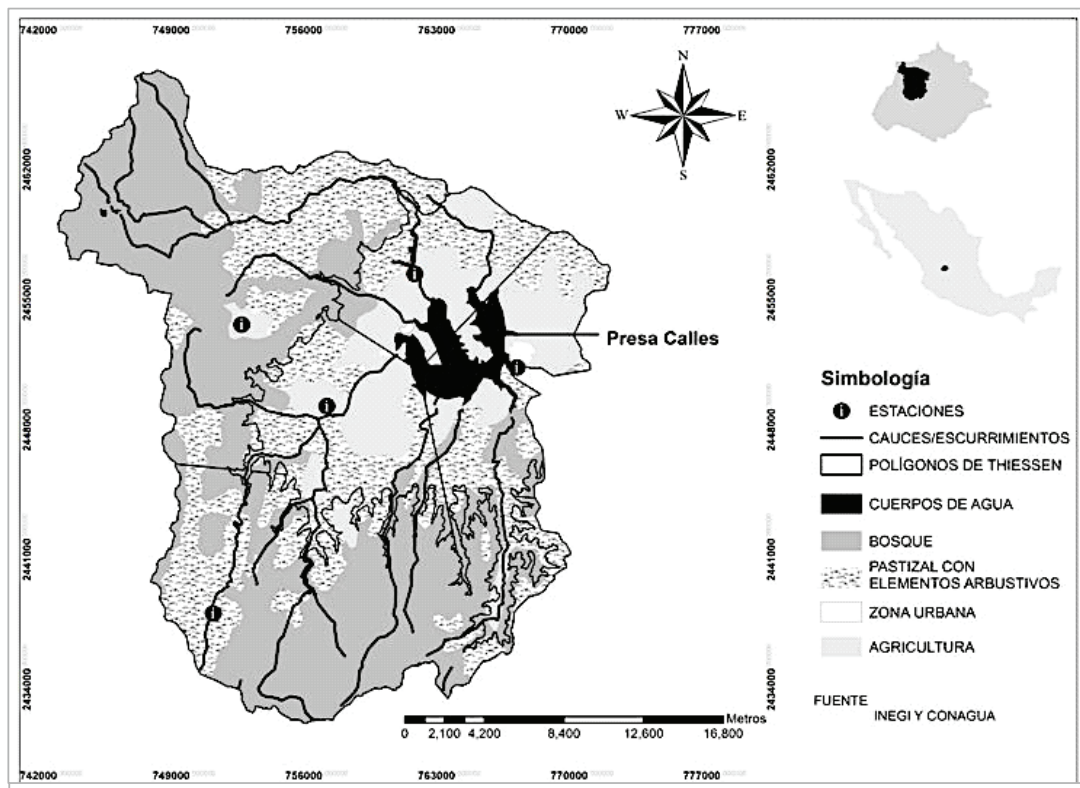 742000 749000 756000 763000 770000 777000
N
W E
S
2462000 2462000
2455000 2455000
Presa Calles
Simbología
ESTACIONES
2448000 2448000
CAUCES/ESCURRIMIENTOS
POLÍGONOS DE THIESSEN
CUERPOS DE AGUA
BOSQUE
2441000 2441000
PASTIZAL CON
ELEMENTOS ARBUSTIVOS
ZONA URBANA
AGRICULTURA
2434000 2434000
FUENTE
INEGI Y CONAGUA
Metros
0 2,100 4,200 8,400 12,600 16,800
742000 749000 756000 763000 770000 777000